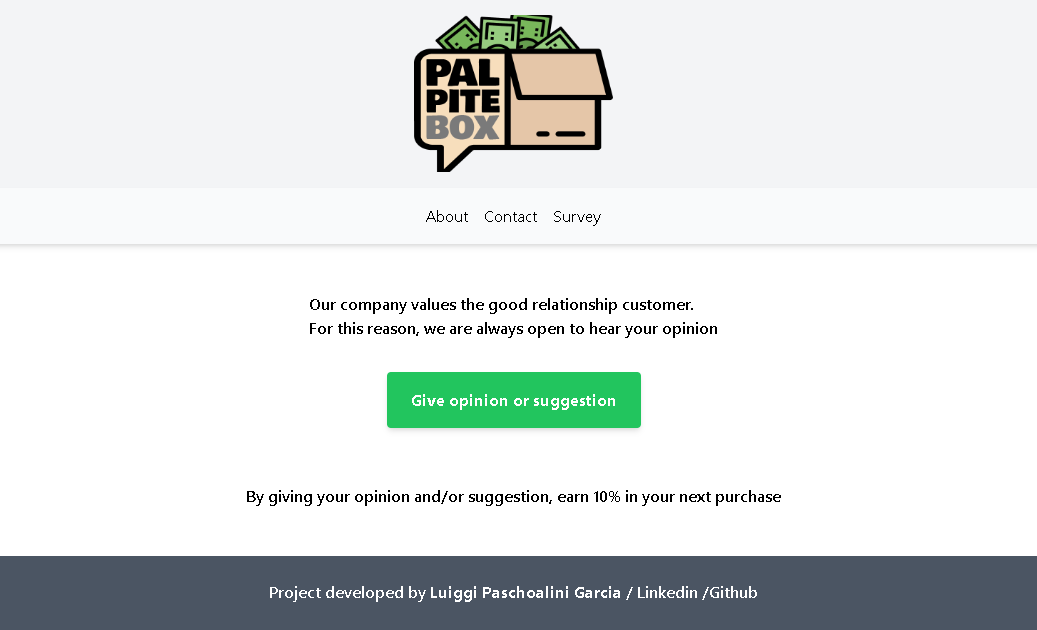 PAL
PITE
BOX
About Contact Survey
Our company values the good relationship customer.
For this reason, we are always open to hear your opinion
Give opinion or suggestion
By giving your opinion and/or suggestion, earn 10% in your next purchase
Project developed by Luiggi Paschoalini Garcia / Linkedin /Github